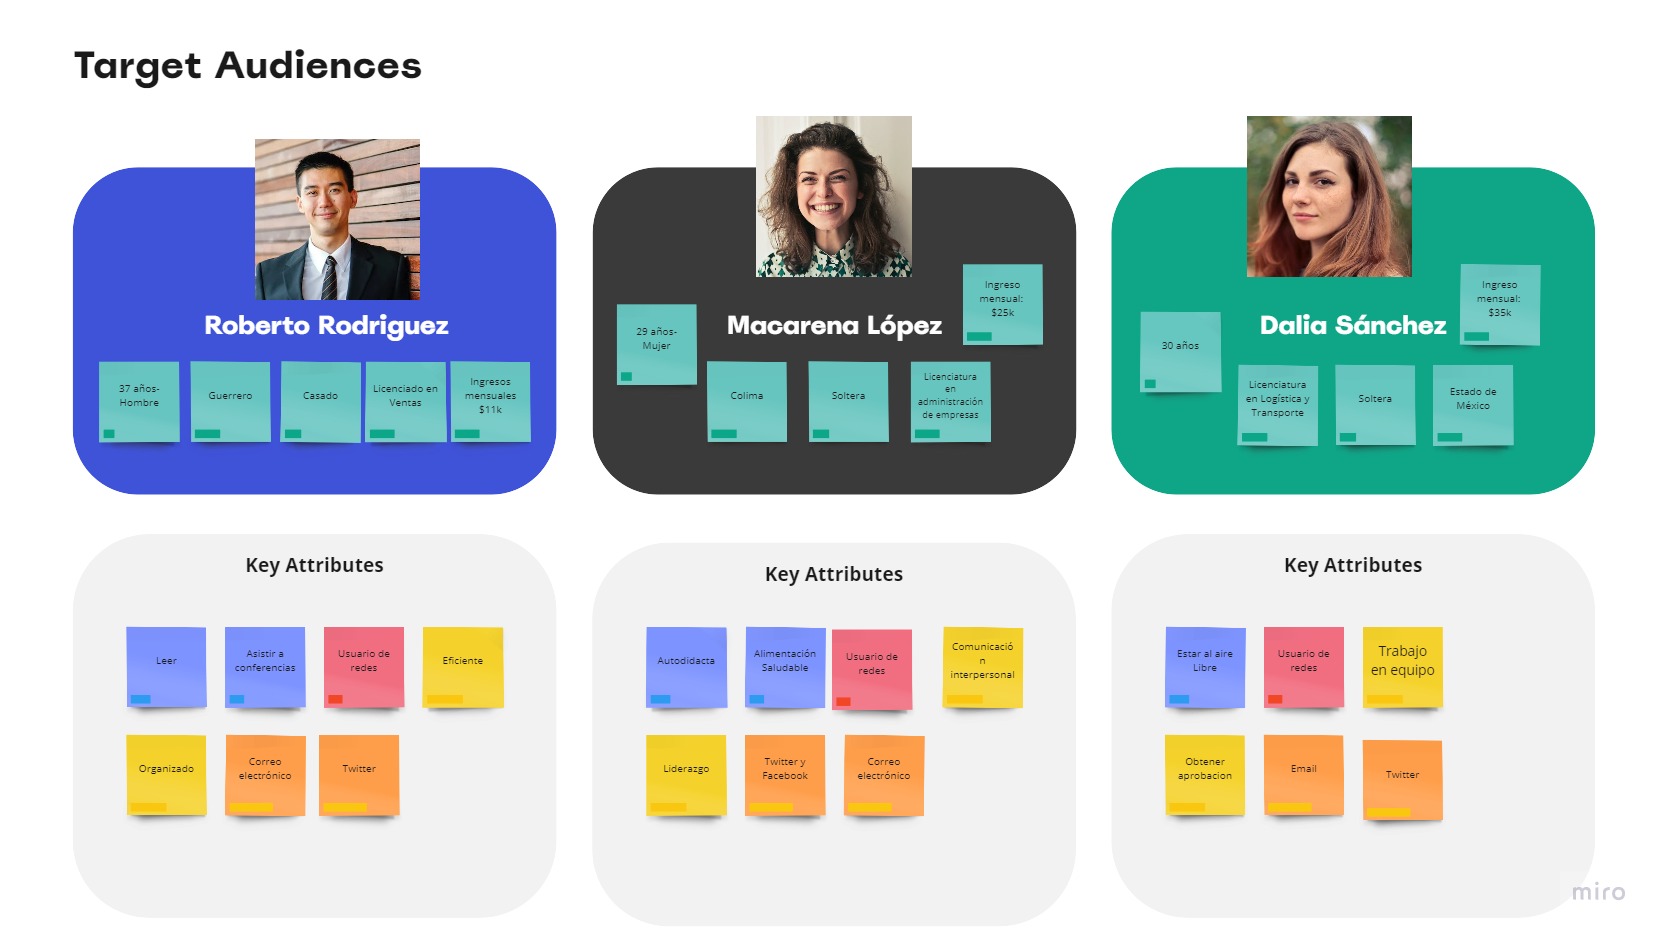 Target Audiences
Roberto Rodriguez
37 años-
Hombre
Guerrero
Casado
Licenciado en
Ventas
Ingresos
mensuales
$11k
Macarena López
29 años-
Mujer
Ingreso
mensual:
$25k
Colima
Soltera
Licenciatura
en
administración
de empresas
Dalia Sánchez
30 años
Ingreso
mensual:
$35k
Licenciatura
en Logística y
Transporte
Soltera
Estado de
México
Key Attributes
Leer
Asistir a
conferencias
Usuario de
redes
Eficiente
Organizado
Correo
electrónico
Twitter
Key Attributes
Autodidacta
Alimentación
Saludable
Usuario de
redes
Comunicació
n
interpersonal
Liderazgo
Twitter y
Facebook
Correo
electrónico
Key Attributes
Estar al aire
Libre
Usuario de
redes
Trabajo
en equipo
Obtener
aprobacion
Email
Twitter
miro